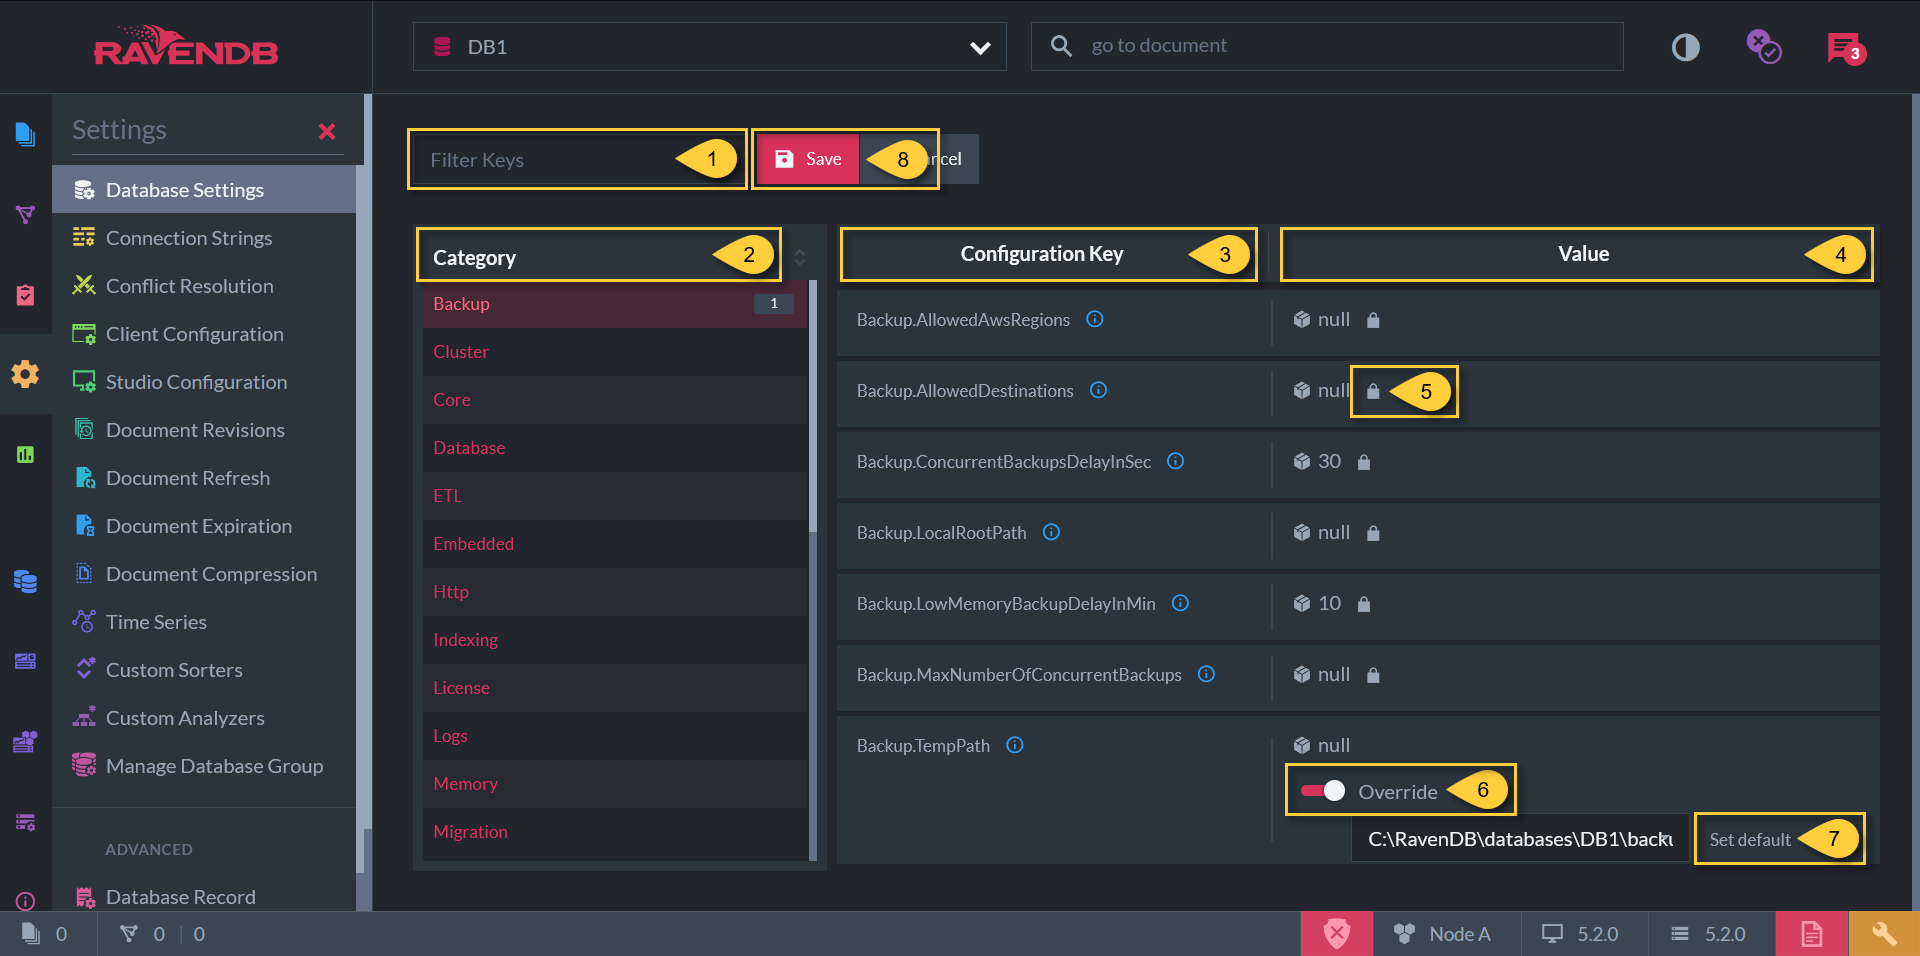 RAVENDB
DB1
go to document
3
Settings
Database Settings
Connection Strings
Conflict Resolution
Client Configuration
Studio Configuration
Document Revisions
Document Refresh
Document Expiration
Document Compression
Time Series
Custom Sorters
Custom Analyzers
Manage Database Group
ADVANCED
Database Record
Filter Keys
1
Save
8
ncel
Category
2
Backup
1
Cluster
Core
Database
ETL
Embedded
Http
Indexing
License
Logs
Memory
Migration
Configuration Key
3
Value
4
Backup.AllowedAwsRegions
null
Backup.AllowedDestinations
null
5
Backup.ConcurrentBackupsDelayInSec
30
Backup.LocalRootPath
null
Backup.LowMemoryBackupDelayInMin
10
Backup.MaxNumberOfConcurrentBackups
null
Backup.TempPath
null
Override
6
C:\RavenDB\databases\DB1\backu
Set default
7
0
0
0
Node A
5.2.0
5.2.0